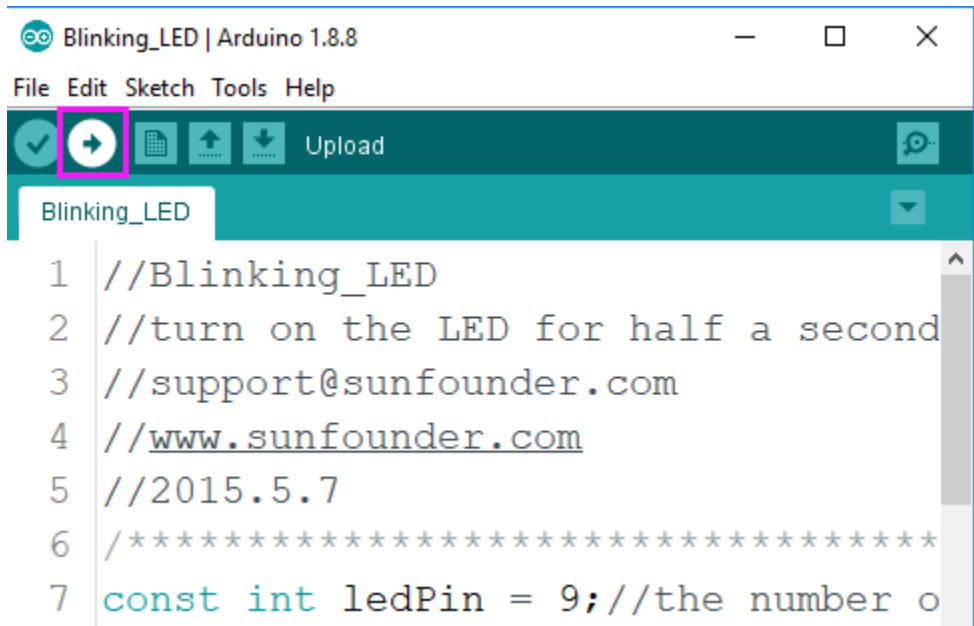 Blinking_LED | Arduino 1.8.8
File Edit Sketch Tools Help
Upload
Blinking_LED
1 //Blinking_LED
2 //turn on the LED for half a second
3 //support@sunfounder.com
4 //www.sunfounder.com
5 //2015.5.7
6 /**********************************
7 const int ledPin = 9;//the number o